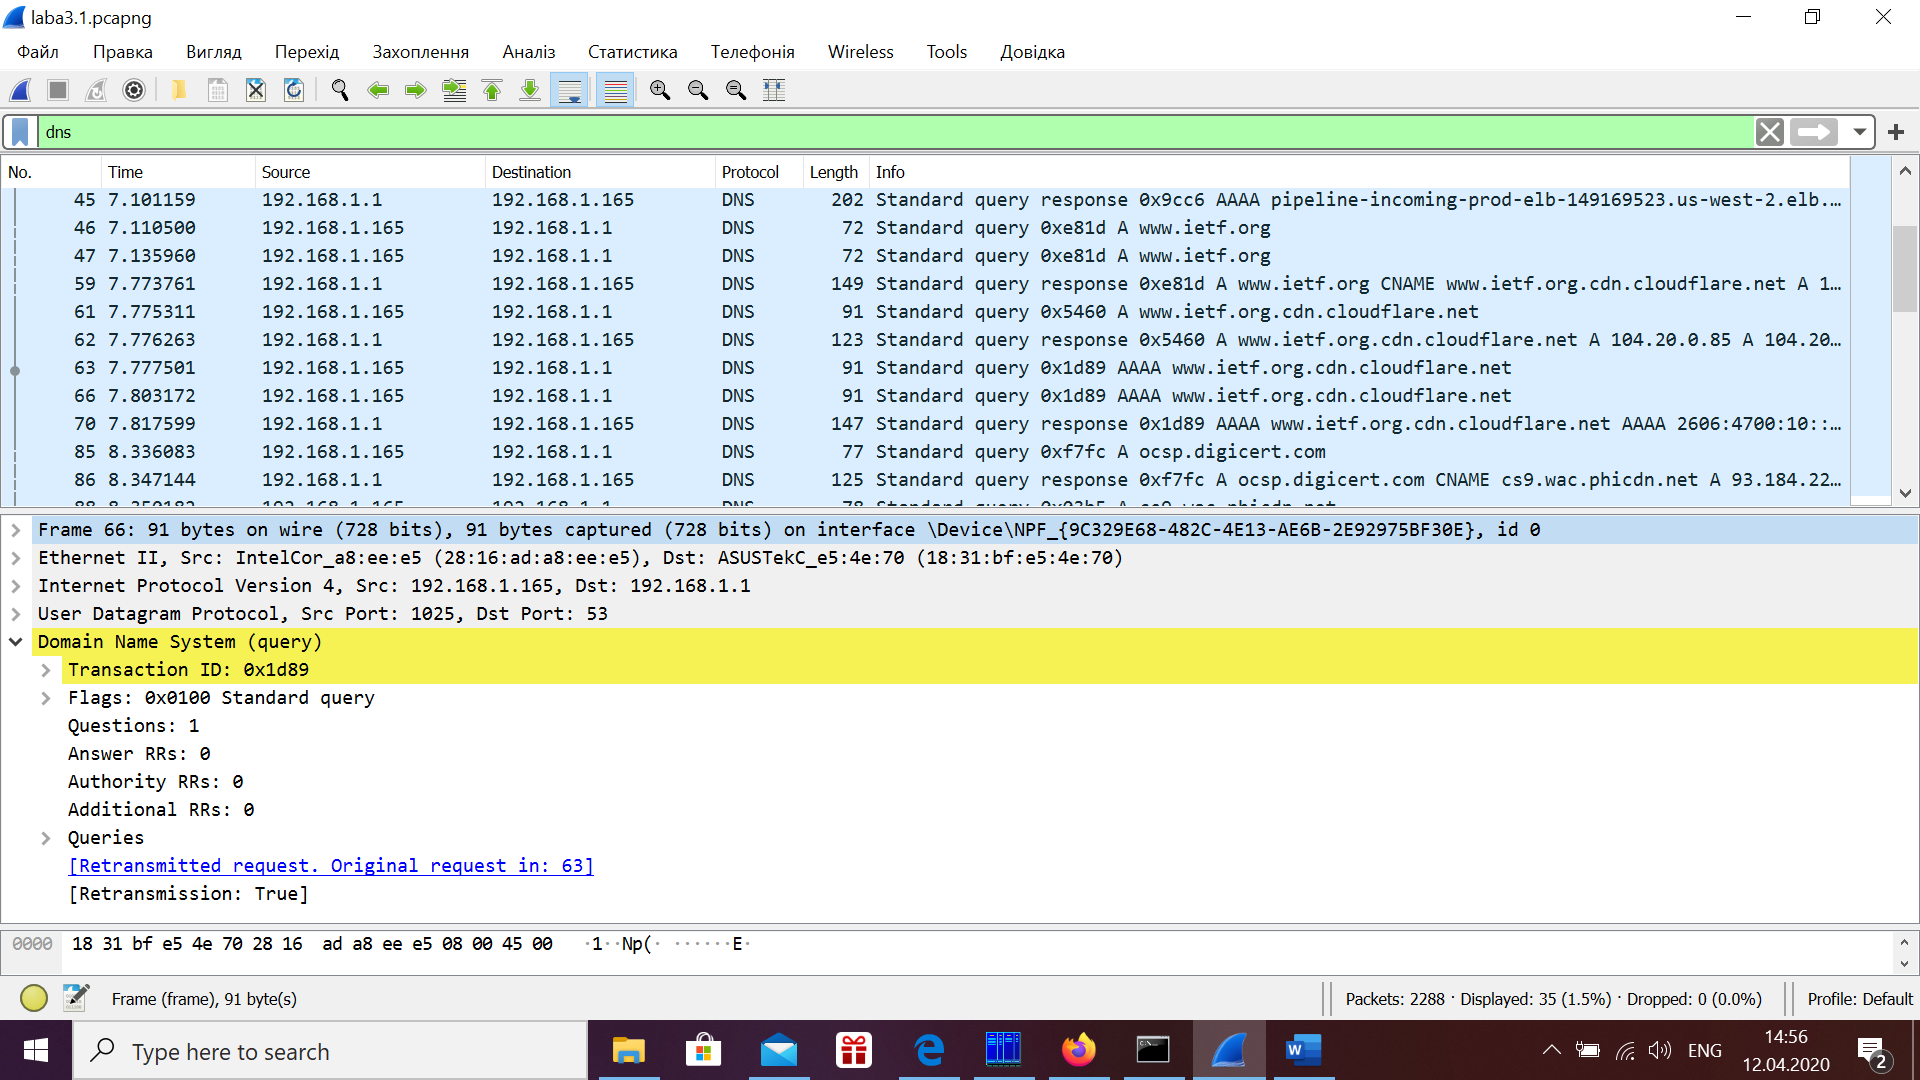 laba3.1.pcapng
Файл Правка Вигляд Перехід Захоплення Аналіз Статистика Телефонія Wireless Tools Довідка
dns
No. Time Source Destination Protocol Length Info
45 7.101159 192.168.1.1 192.168.1.165 DNS 202 Standard query response 0x9cc6 AAAA pipeline-incoming-prod-elb-149169523.us-west-2.elb.…
46 7.110500 192.168.1.165 192.168.1.1 DNS 72 Standard query 0xe81d A www.ietf.org
47 7.135960 192.168.1.165 192.168.1.1 DNS 72 Standard query 0xe81d A www.ietf.org
59 7.773761 192.168.1.1 192.168.1.165 DNS 149 Standard query response 0xe81d A www.ietf.org CNAME www.ietf.org.cdn.cloudflare.net A 1…
61 7.775311 192.168.1.165 192.168.1.1 DNS 91 Standard query 0x5460 A www.ietf.org.cdn.cloudflare.net
62 7.776263 192.168.1.1 192.168.1.165 DNS 123 Standard query response 0x5460 A www.ietf.org.cdn.cloudflare.net A 104.20.0.85 A 104.20…
63 7.777501 192.168.1.165 192.168.1.1 DNS 91 Standard query 0x1d89 AAAA www.ietf.org.cdn.cloudflare.net
66 7.803172 192.168.1.165 192.168.1.1 DNS 91 Standard query 0x1d89 AAAA www.ietf.org.cdn.cloudflare.net
70 7.817599 192.168.1.1 192.168.1.165 DNS 147 Standard query response 0x1d89 AAAA www.ietf.org.cdn.cloudflare.net AAAA 2606:4700:10::…
85 8.336083 192.168.1.165 192.168.1.1 DNS 77 Standard query 0xf7fc A ocsp.digicert.com
86 8.347144 192.168.1.1 192.168.1.165 DNS 125 Standard query response 0xf7fc A ocsp.digicert.com CNAME cs9.wac.phicdn.net A 93.184.22…
Frame 66: 91 bytes on wire (728 bits), 91 bytes captured (728 bits) on interface \Device\NPF_{9C329E68-482C-4E13-AE6B-2E92975BF30E}, id 0
Ethernet II, Src: IntelCor_a8:ee:e5 (28:16:ad:a8:ee:e5), Dst: ASUSTekC_e5:4e:70 (18:31:bf:e5:4e:70)
Internet Protocol Version 4, Src: 192.168.1.165, Dst: 192.168.1.1
User Datagram Protocol, Src Port: 1025, Dst Port: 53
Domain Name System (query)
Transaction ID: 0x1d89
Flags: 0x0100 Standard query
Questions: 1
Answer RRs: 0
Authority RRs: 0
Additional RRs: 0
Queries
[Retransmitted request. Original request in: 63]
[Retransmission: True]
0000 18 31 bf e5 4e 70 28 16 ad a8 ee e5 08 00 45 00 ·1··Np(· ······E·
Frame (frame), 91 byte(s) Packets: 2288 · Displayed: 35 (1.5%) · Dropped: 0 (0.0%) Profile: Default
Type here to search ENG 14:56
12.04.2020 2